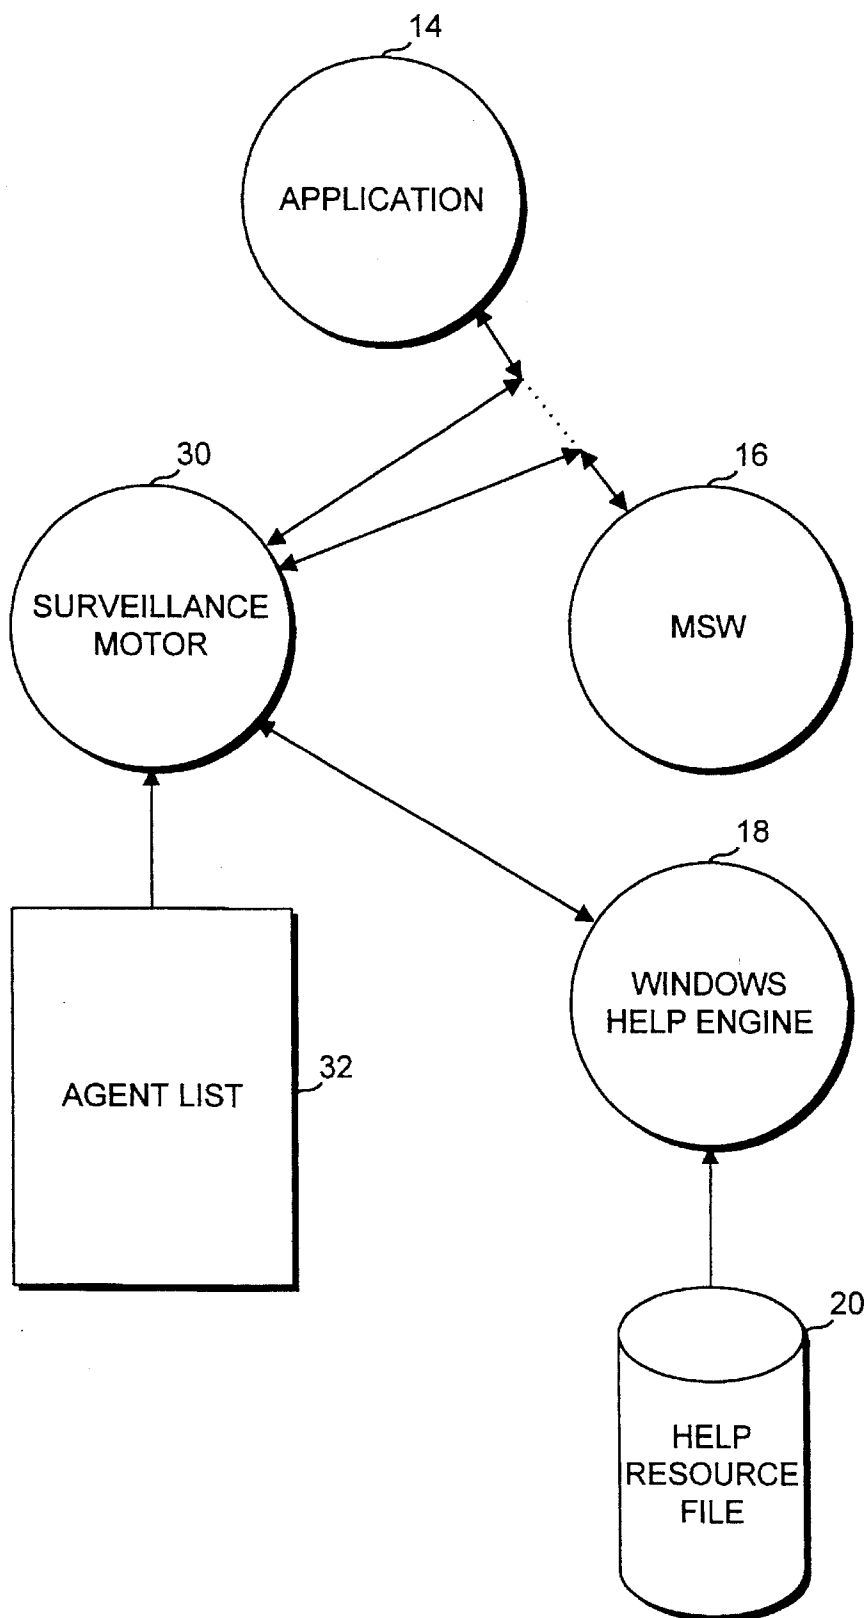 14
APPLICATION
30
16
SURVEILLANCE
MOTOR
MSW
18
WINDOWS
HELP ENGINE
AGENT LIST
32
20
HELP
RESOURCE
FILE